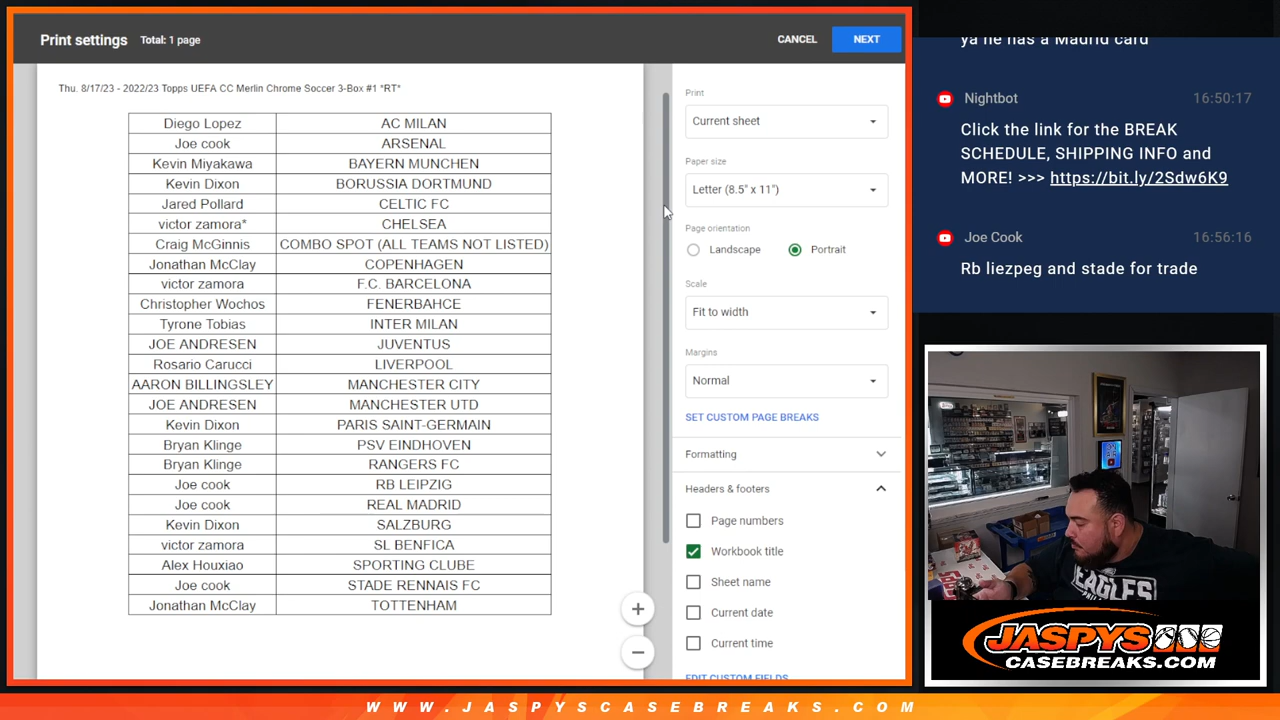 Print settings
Total: 1 page
CANCEL
NEXT
Thu. 8/17/23 - 2022/23 Topps UEFA CC Merlin Chrome Soccer 3-Box #1 *RT*
Diego Lopez AC MILAN
Joe cook ARSENAL
Kevin Miyakawa BAYERN MUNCHEN
Kevin Dixon BORUSSIA DORTMUND
Jared Pollard CELTIC FC
victor zamora* CHELSEA
Craig McGinnis COMBO SPOT (ALL TEAMS NOT LISTED)
Jonathan McClay COPENHAGEN
victor zamora F.C. BARCELONA
Christopher Wochos FENERBAHCE
Tyrone Tobias INTER MILAN
JOE ANDRESEN JUVENTUS
Rosario Carucci LIVERPOOL
AARON BILLINGSLEY MANCHESTER CITY
JOE ANDRESEN MANCHESTER UTD
Kevin Dixon PARIS SAINT-GERMAIN
Bryan Klinge PSV EINDHOVEN
Bryan Klinge RANGERS FC
Joe cook RB LEIPZIG
Joe cook REAL MADRID
Kevin Dixon SALZBURG
victor zamora SL BENFICA
Alex Houxiao SPORTING CLUBE
Joe cook STADE RENNAIS FC
Jonathan McClay TOTTENHAM
Print
Current sheet
Paper size
Letter (8.5" x 11")
Page orientation
Landscape
Portrait
Scale
Fit to width
Margins
Normal
SET CUSTOM PAGE BREAKS
Formatting
Headers & footers
Page numbers
Workbook title
Sheet name
Current date
Current time
EDIT CUSTOM FIELDS
ya he has a Madrid card
Nightbot 16:50:17
Click the link for the BREAK
SCHEDULE, SHIPPING INFO and
MORE! >>> https://bit.ly/2Sdw6K9
Joe Cook 16:56:16
Rb liezpeg and stade for trade
EAGLES
JASPYS
CASEBREAKS.COM
WWW.JASPYSCASEBREAKS.COM